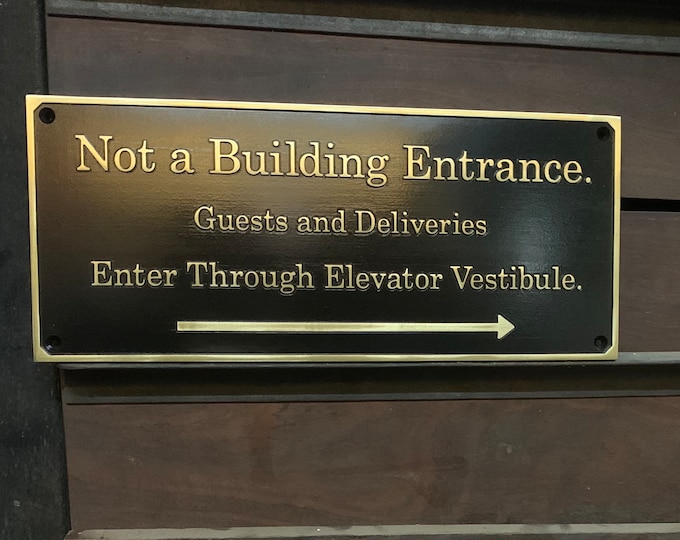 Not a Building Entrance.
Guests and Deliveries
Enter Through Elevator Vestibule.